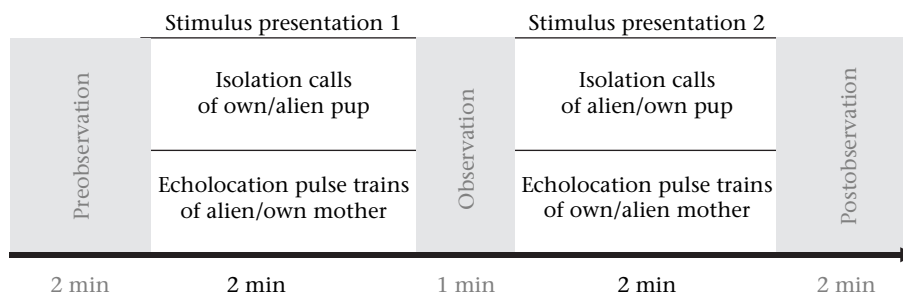 Stimulus presentation 1
Stimulus presentation 2
Preobservation
Isolation calls
of own/alien pup
Echolocation pulse trains
of alien/own mother
Observation
Isolation calls
of alien/own pup
Echolocation pulse trains
of own/alien mother
Postobservation
2 min
2 min
1 min
2 min
2 min